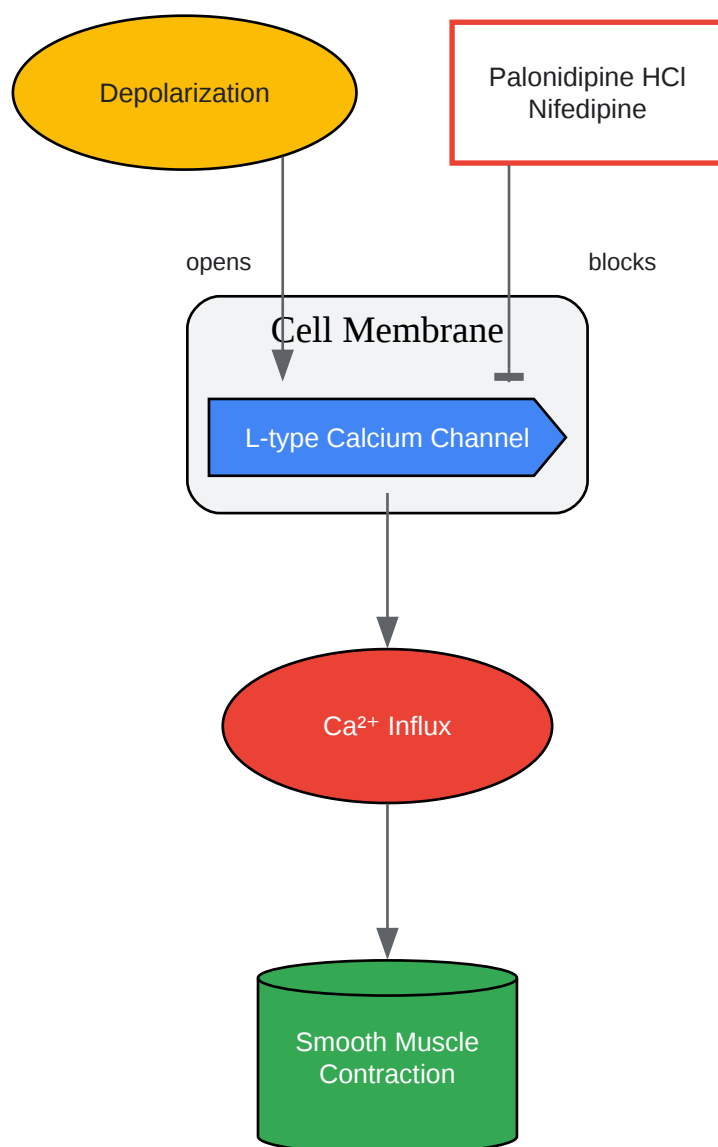 Depolarization
Palonidipine HCl
Nifedipine
opens
blocks
Cell Membrane
L-type Calcium Channel
Ca²⁺ Influx
Smooth Muscle
Contraction